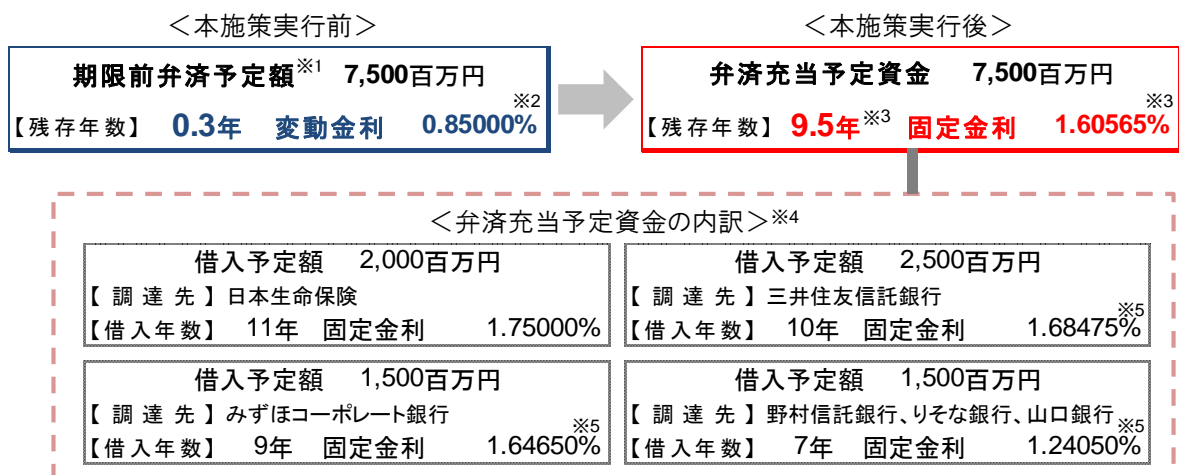 ＜本施策実行前＞
期限前弁済予定額※1 7,500百万円
※2
【残存年数】 0.3年 変動金利 0.85000%
＜本施策実行後＞
弁済充当予定資金 7,500百万円
※3
【残存年数】 9.5年※3 固定金利 1.60565%
＜弁済充当予定資金の内訳＞※4
借入予定額 2,000百万円
【 調 達 先 】日本生命保険
【借入年数】 11年 固定金利 1.75000%
借入予定額 2,500百万円
【 調 達 先 】三井住友信託銀行
※5
【借入年数】 10年 固定金利 1.68475%
借入予定額 1,500百万円
【 調 達 先 】みずほコーポレート銀行
※5
【借入年数】 9年 固定金利 1.64650%
借入予定額 1,500百万円
【 調 達 先 】野村信託銀行、りそな銀行、山口銀行
※5
【借入年数】 7年 固定金利 1.24050%